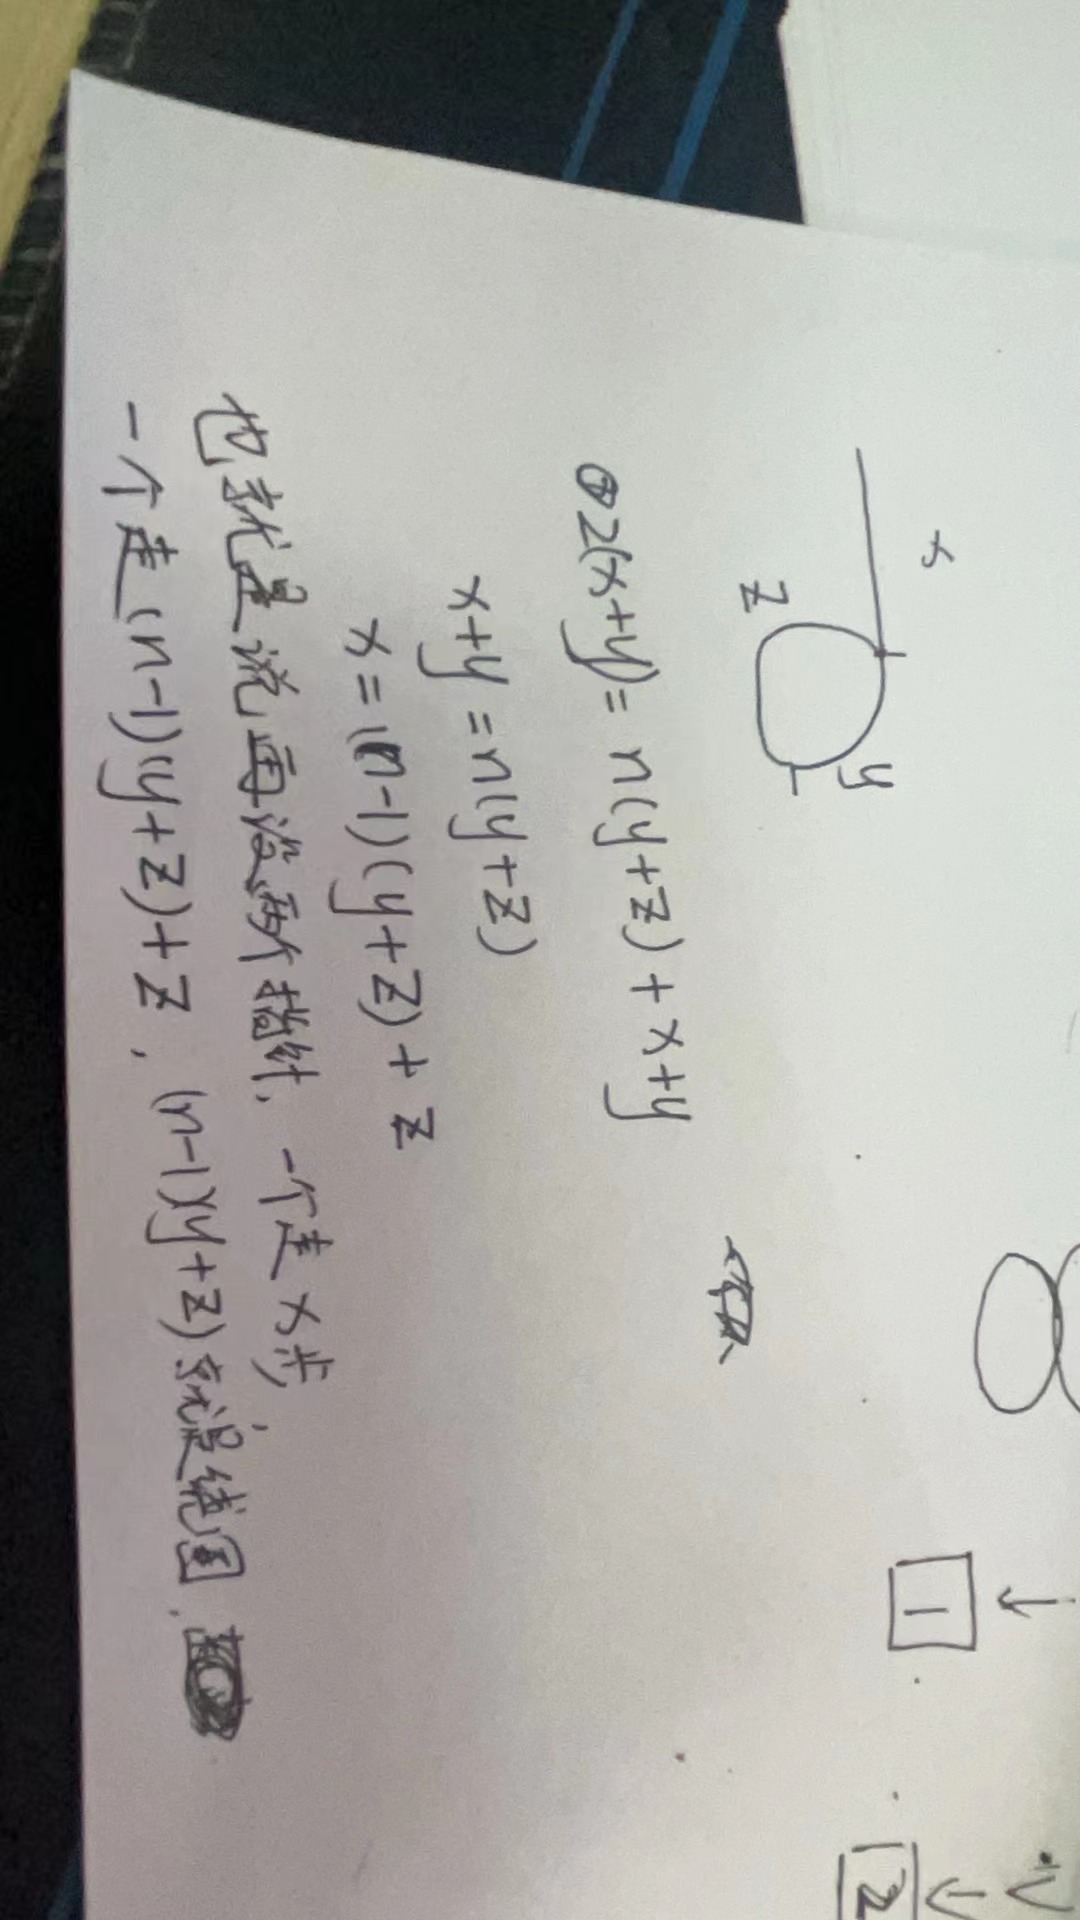 1
2
x
y
z
2(x+y)= n(y+z)+x+y
x+y=n(y+z)
x=(n-1)(y+z)+z
也就是说再设两个指针，一个走x步，
一个走(n-1)(y+z)+z，(n-1)(y+z)就是绕圈，